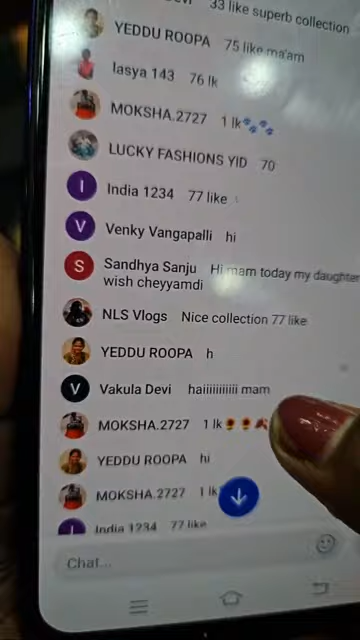 33 like superb collection
YEDDU ROOPA 75 like ma'am
lasya 143 76 lk
MOKSHA.2727 1 lk🐾🐾
LUCKY FASHIONS YID 70
India 1234 77 like
Venky Vangapalli hi
Sandhya Sanju Hi mam today my daughter
wish cheyyamdi
NLS Vlogs Nice collection 77 like
YEDDU ROOPA h
Vakula Devi haiiiiiiiiiii mam
MOKSHA.2727 1 lk🌻🌻🍂
YEDDU ROOPA hi
MOKSHA.2727 1 lk
India 1234 77 like
Chat...
I
V
S
V